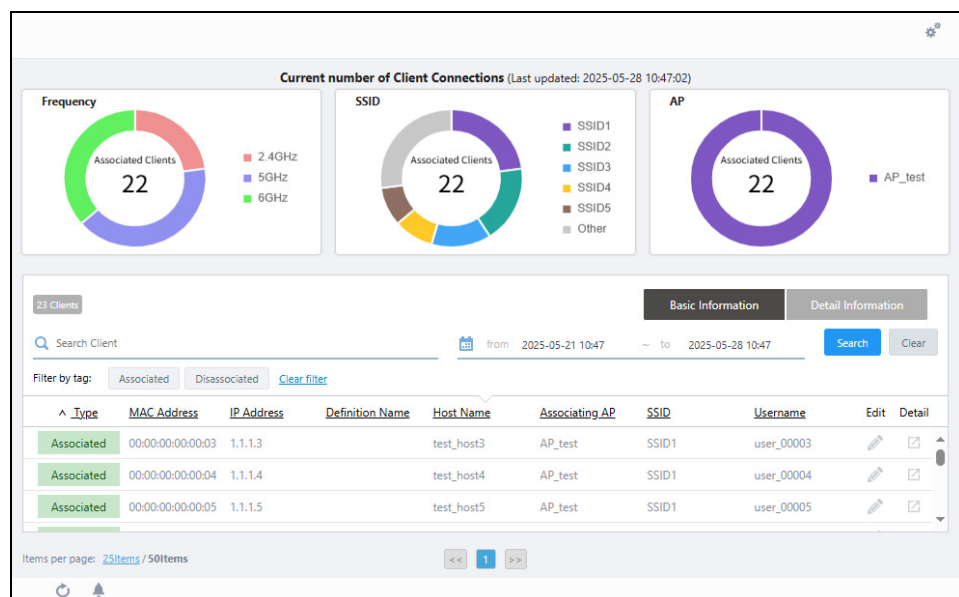 Current number of Client Connections (Last updated: 2025-05-28 10:47:02)
Frequency
Associated Clients
22
2.4GHz
5GHz
6GHz
SSID
Associated Clients
22
SSID1
SSID2
SSID3
SSID4
SSID5
Other
AP
Associated Clients
22
AP_test
23 Clients
Basic Information Detail Information
Search Client from 2025-05-21 10:47 ~ to 2025-05-28 10:47 Search Clear
Filter by tag: Associated Disassociated Clear filter
^ Type MAC Address IP Address Definition Name Host Name Associating AP SSID Username Edit Detail
Associated 00:00:00:00:00:03 1.1.1.3 test_host3 AP_test SSID1 user_00003
Associated 00:00:00:00:00:04 1.1.1.4 test_host4 AP_test SSID1 user_00004
Associated 00:00:00:00:00:05 1.1.1.5 test_host5 AP_test SSID1 user_00005
Items per page: 25Items / 50Items << 1 >>